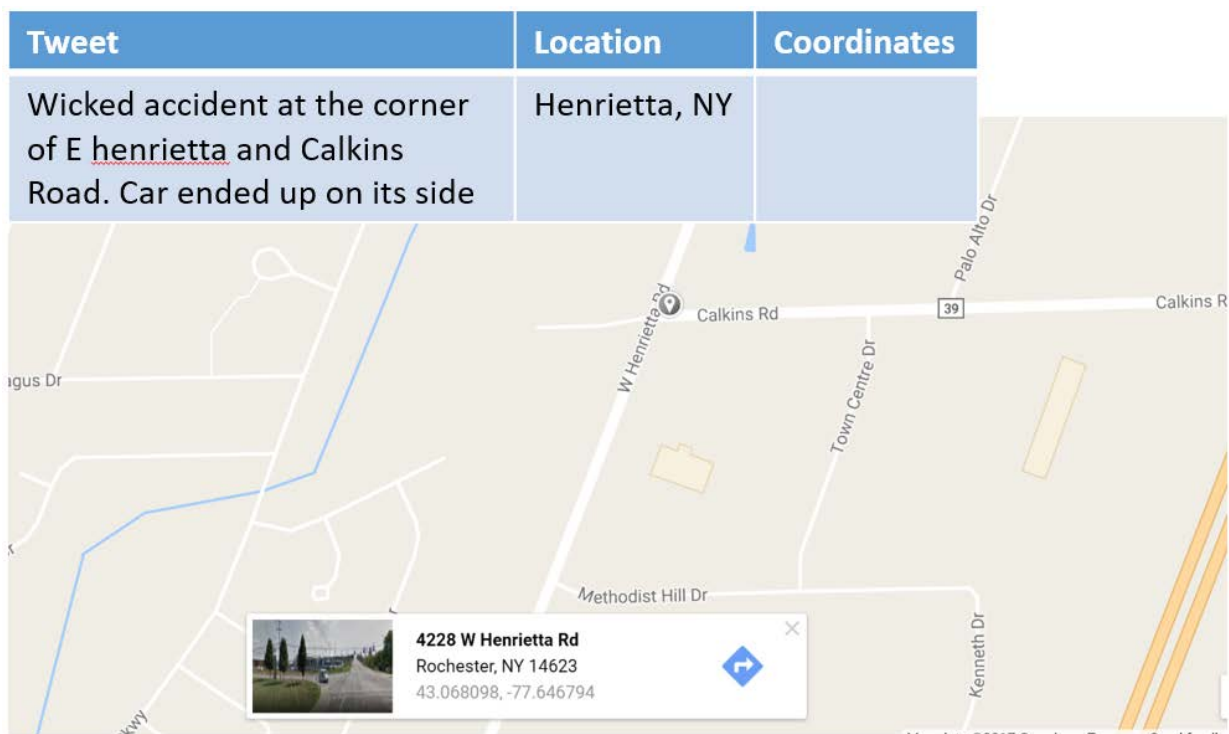 Tweet
Location
Coordinates
Wicked accident at the corner
of E henrietta and Calkins
Road. Car ended up on its side
Henrietta, NY
Palo Alto Dr
W Henrietta Rd
Calkins Rd
39
Calkins R
agus Dr
Town Centre Dr
Methodist Hill Dr
Kenneth Dr
4228 W Henrietta Rd
Rochester, NY 14623
43.068098, -77.646794
kwy